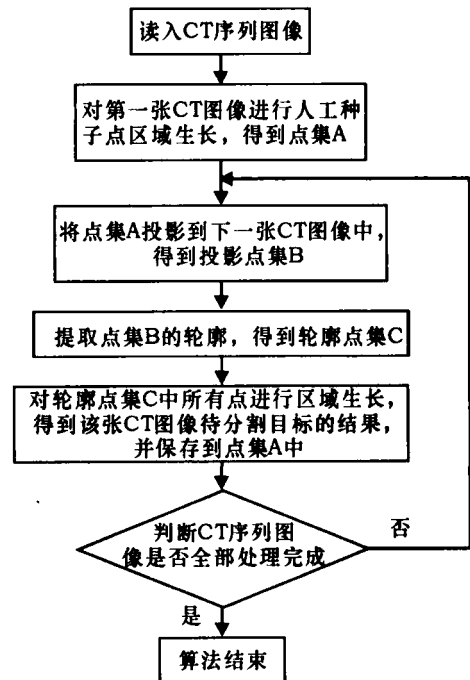 读入CT序列图像
对第一张CT图像进行人工种
子点区域生长，得到点集A
将点集A投影到下一张CT图像中，
得到投影点集B
提取点集B的轮廓，得到轮廓点集C
对轮廓点集C中所有点进行区域生长，
得到该张CT图像待分割目标的结果，
并保存到点集A中
判断CT序列图
像是否全部处理完成
否
是
算法结束